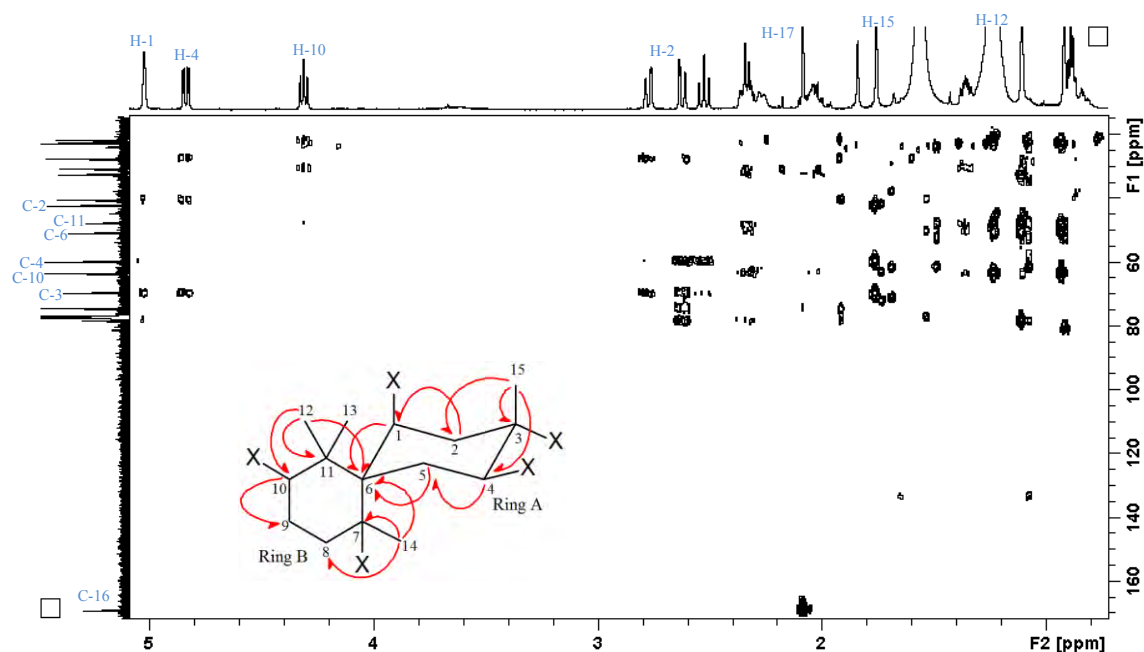 H-1
H-4
H-10
H-2
H-17
H-15
H-12
C-2
C-11
C-6
C-4
C-10
C-3
C-16
F1 [ppm]
60
80
100
120
140
160
5
4
3
2
F2 [ppm]
X
15
12
13
1
X
2
3
X
11
X
10
6
5
4
Ring A
9
7
14
8
Ring B
X